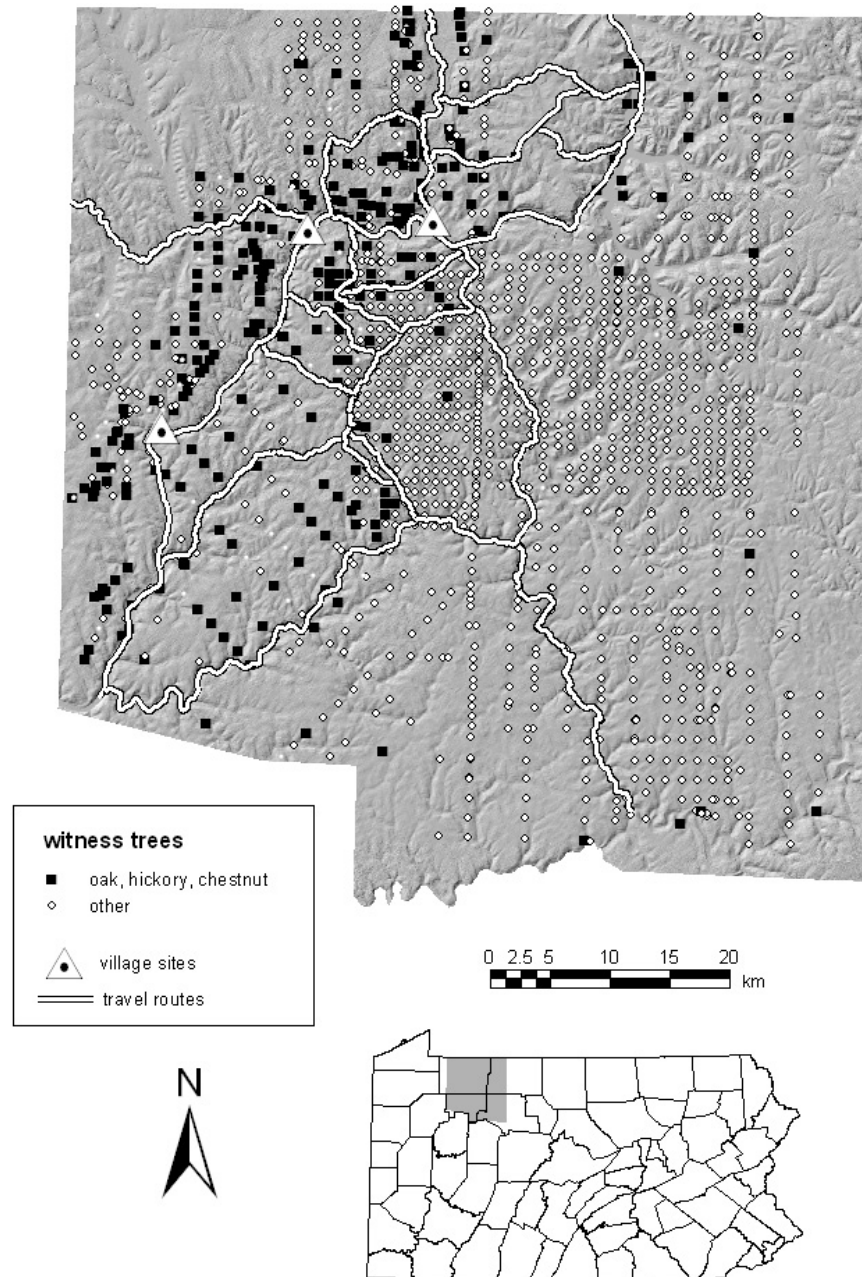 witness trees
oak, hickory, chestnut
other
village sites
travel routes
0 2.5 5 10 15 20
km
N